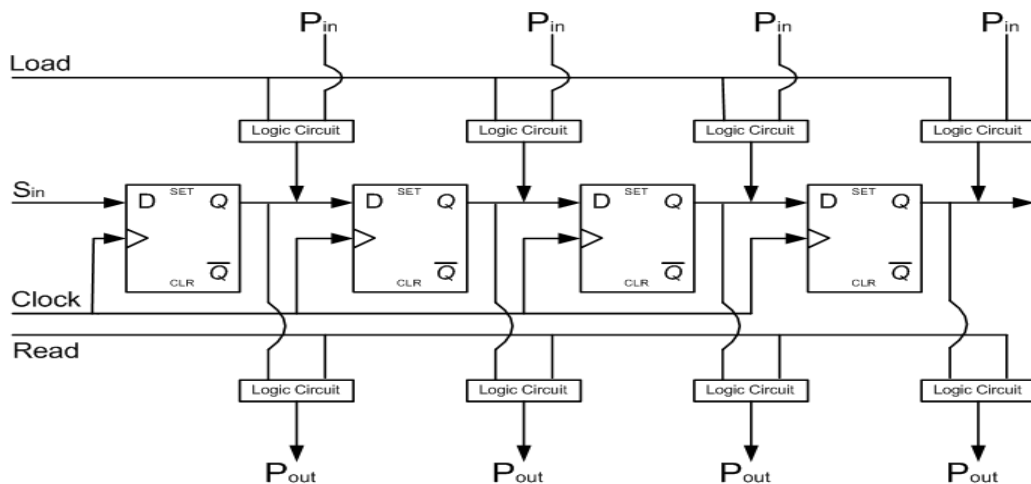 Pin Pin Pin Pin
Load
Logic Circuit Logic Circuit Logic Circuit Logic Circuit
SET SET SET SET
Sin D Q D Q D Q D Q
Q Q Q Q
CLR CLR CLR CLR
Clock
Read
Logic Circuit Logic Circuit Logic Circuit Logic Circuit
Pout Pout Pout Pout